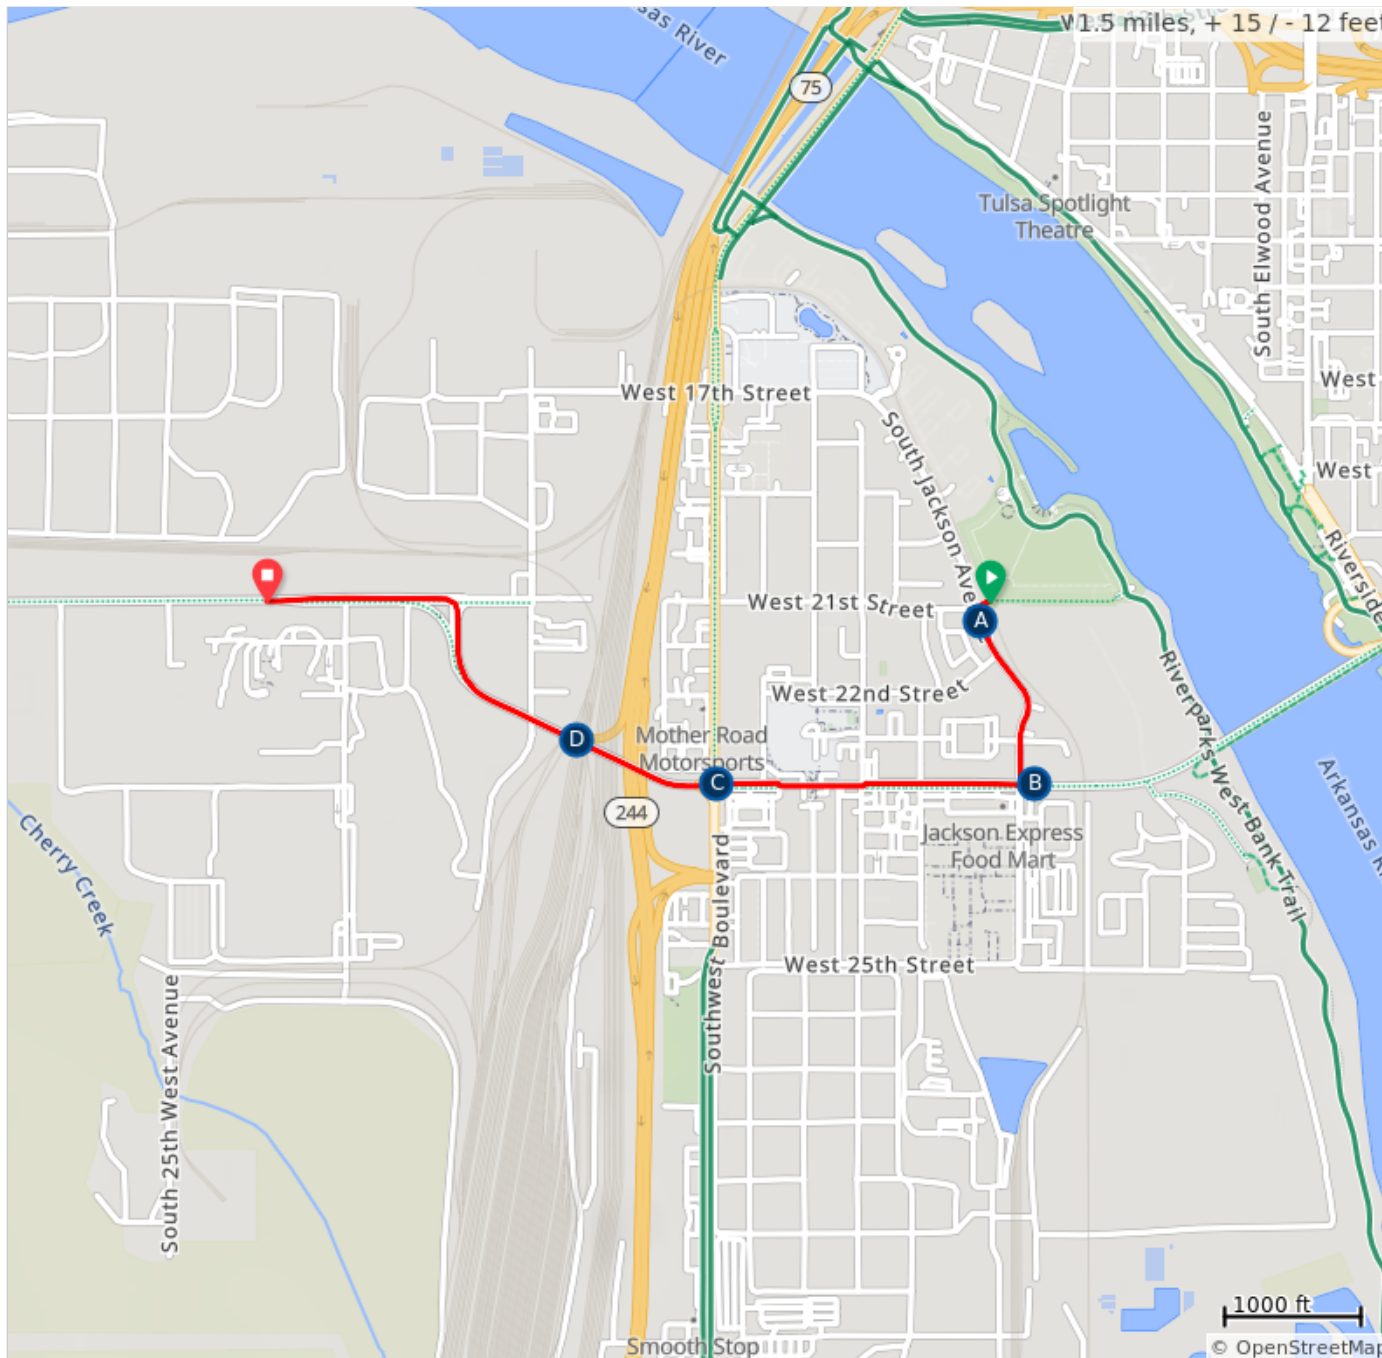 sas River
1.5 miles, + 15 / - 12 feet
75
Tulsa Spotlight
Theatre
South Elwood Avenue
West 17th Street
West
South Jackson Ave
West
Riverside
West 21st Street
A
West 22nd Street
Riverparks West Bank Trail
Mother Road
Motorsports
D
C
B
244
Jackson Express
Food Mart
Arkansas R
Cherry Creek
Southwest Boulevard
West 25th Street
South 25th West Avenue
1000 ft
Smooth Stop
© OpenStreetMap